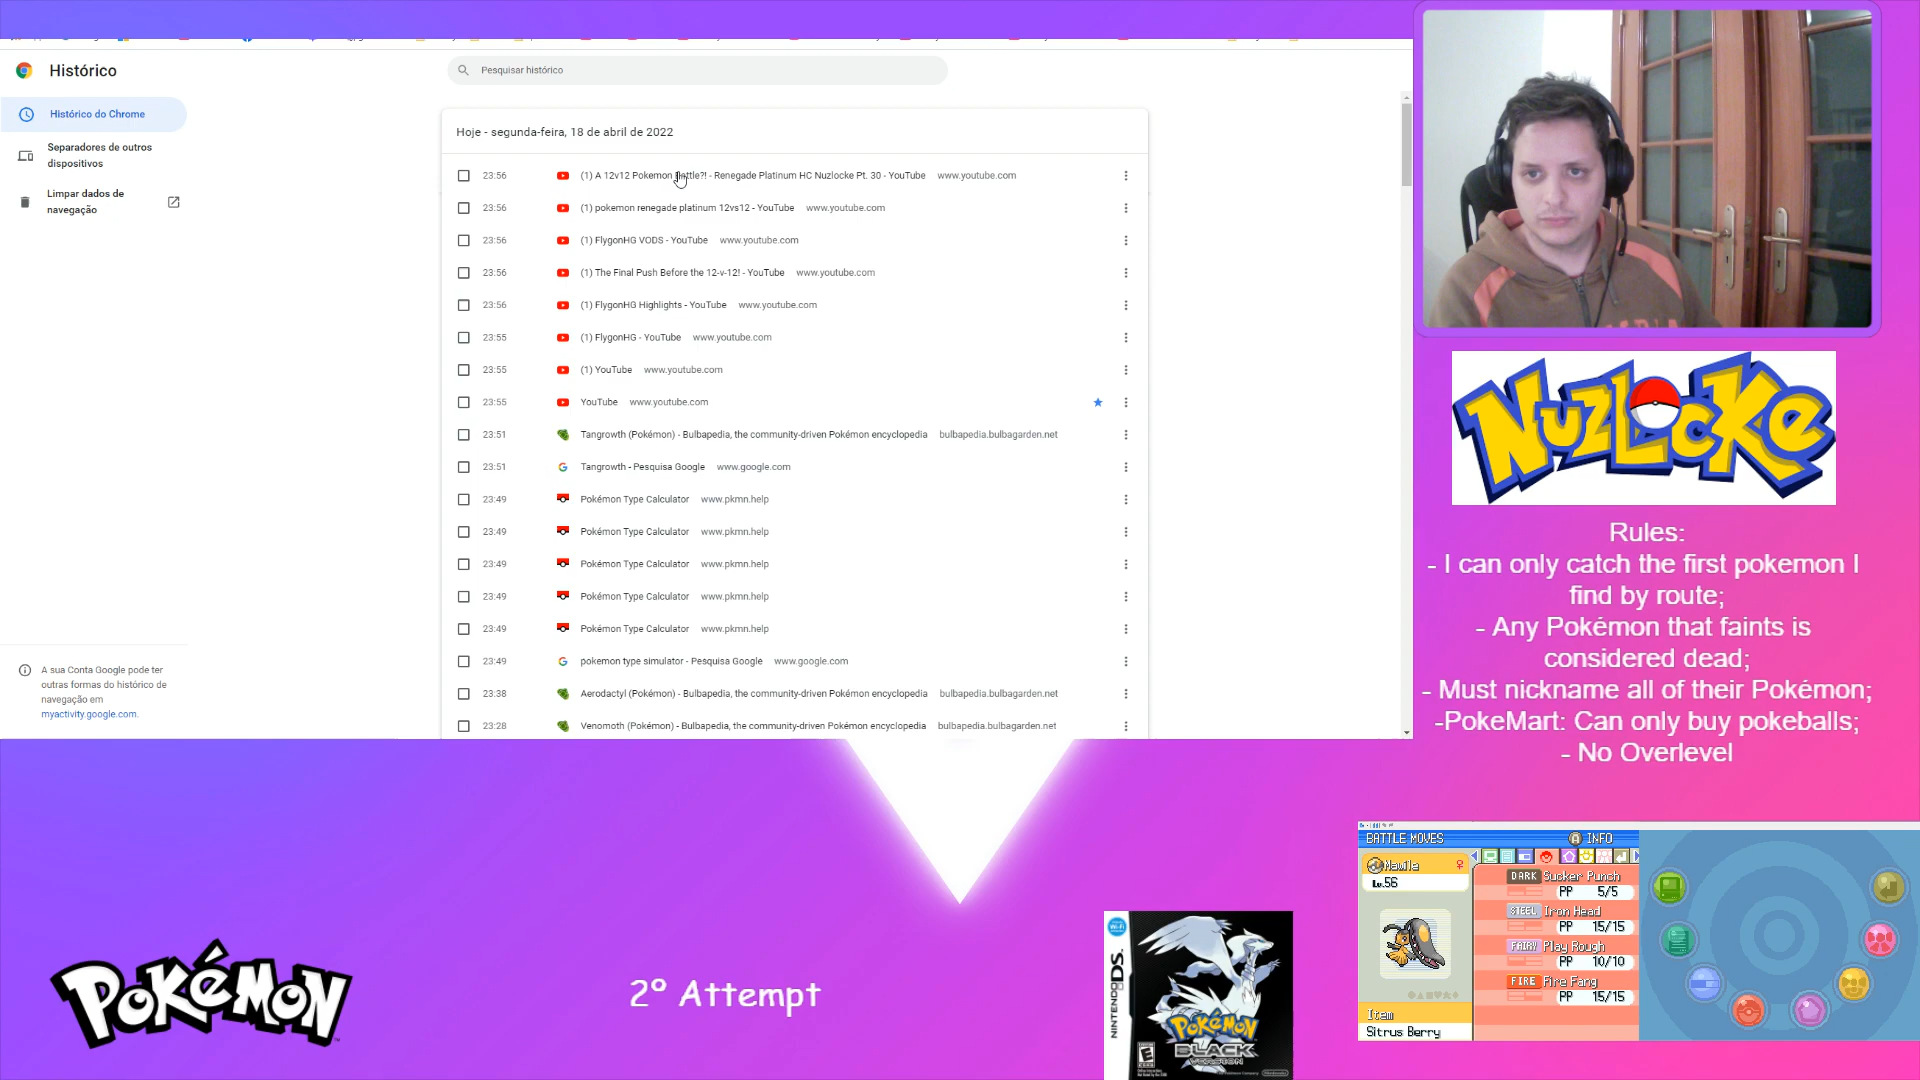 Histórico
Pesquisar histórico
Histórico do Chrome
Separadores de outros
dispositivos
Limpar dados de
navegação
A sua Conta Google pode ter
outras formas do histórico de
navegação em
myactivity.google.com.
Hoje - segunda-feira, 18 de abril de 2022
23:56 (1) A 12v12 Pokemon Battle?! - Renegade Platinum HC Nuzlocke Pt. 30 - YouTube www.youtube.com
23:56 (1) pokemon renegade platinum 12vs12 - YouTube www.youtube.com
23:56 (1) FlygonHG VODS - YouTube www.youtube.com
23:56 (1) The Final Push Before the 12-v-12! - YouTube www.youtube.com
23:56 (1) FlygonHG Highlights - YouTube www.youtube.com
23:55 (1) FlygonHG - YouTube www.youtube.com
23:55 (1) YouTube www.youtube.com
23:55 YouTube www.youtube.com
23:51 Tangrowth (Pokémon) - Bulbapedia, the community-driven Pokémon encyclopedia bulbapedia.bulbagarden.net
23:51 Tangrowth - Pesquisa Google www.google.com
23:49 Pokémon Type Calculator www.pkmn.help
23:49 Pokémon Type Calculator www.pkmn.help
23:49 Pokémon Type Calculator www.pkmn.help
23:49 Pokémon Type Calculator www.pkmn.help
23:49 Pokémon Type Calculator www.pkmn.help
23:49 pokemon type simulator - Pesquisa Google www.google.com
23:38 Aerodactyl (Pokémon) - Bulbapedia, the community-driven Pokémon encyclopedia bulbapedia.bulbagarden.net
23:28 Venomoth (Pokémon) - Bulbapedia, the community-driven Pokémon encyclopedia bulbapedia.bulbagarden.net
NUZLOCKE
Rules:
- I can only catch the first pokemon I
find by route;
- Any Pokémon that faints is
considered dead;
- Must nickname all of their Pokémon;
-PokeMart: Can only buy pokeballs;
- No Overlevel
POKéMON
2º Attempt
Wi-Fi
NINTENDO DS
POKéMON
BLACK
VERSION
E
BATTLE MOVES
INFO
Mawile ♀
Lv.56
DARK Sucker Punch
PP 5/5
STEEL Iron Head
PP 15/15
FAIRY Play Rough
PP 10/10
FIRE Fire Fang
PP 15/15
Item
Sitrus Berry